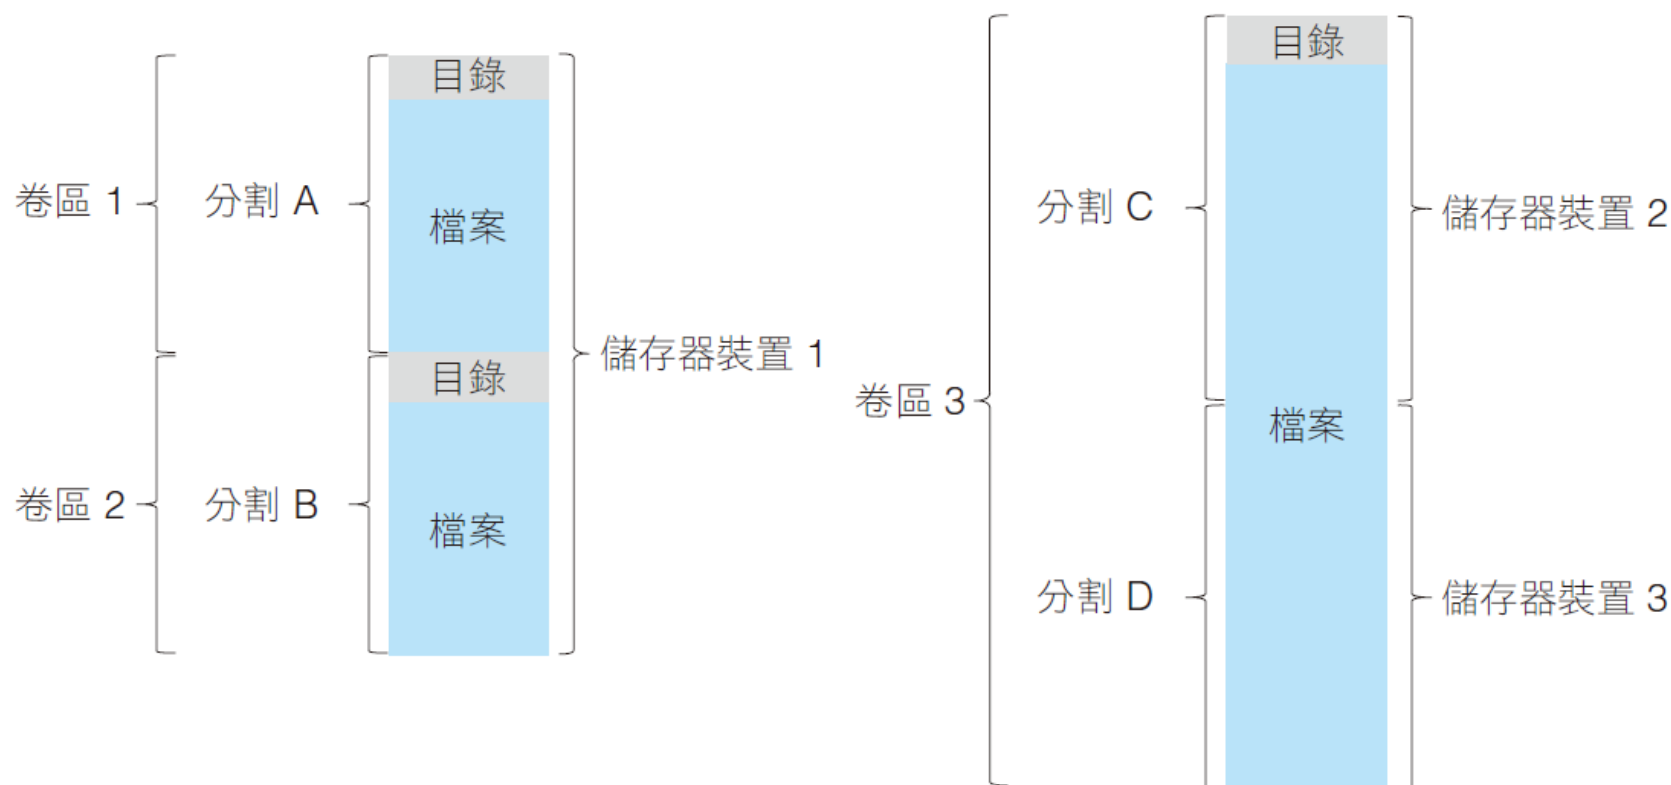 目錄
卷區 1
分割 A
檔案
儲存器裝置 1
目錄
卷區 2
分割 B
檔案
目錄
分割 C
儲存器裝置 2
卷區 3
檔案
分割 D
儲存器裝置 3